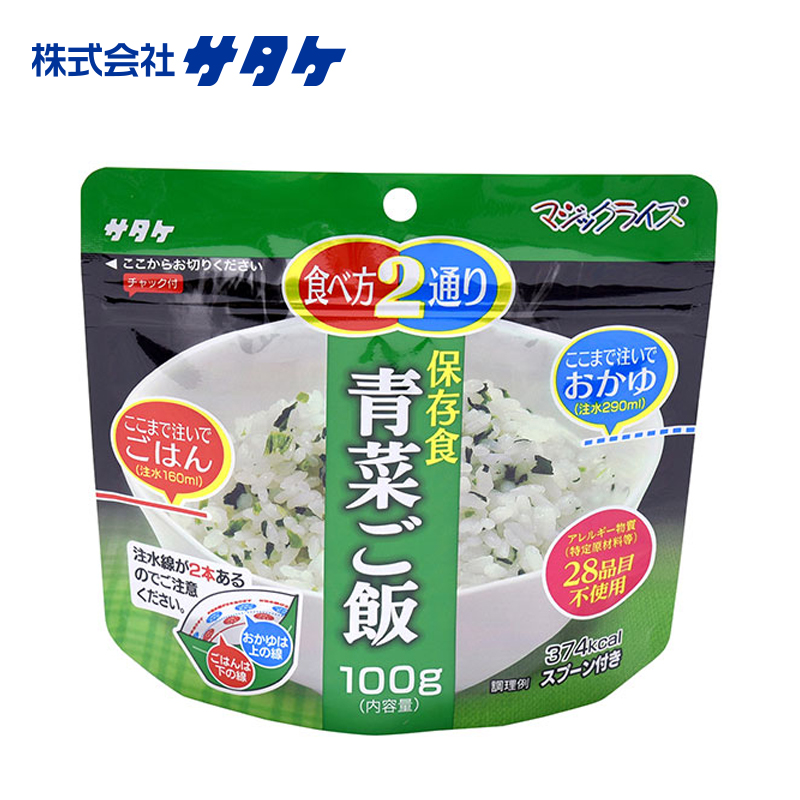 株式会社サタケ
サタケ
マジックライス®
◀ ここからお切りください
チャック付
食べ方2通り
保存食
青菜ご飯
100g
(内容量)
ここまで注いで
おかゆ
(注水290ml)
ここまで注いで
ごはん
(注水160ml)
注水線が2本ある
のでご注意
ください。
おかゆは
上の線
ごはんは
下の線
アレルギー物質
(特定原材料等)
28品目
不使用
374kcal
スプーン付き
調理例